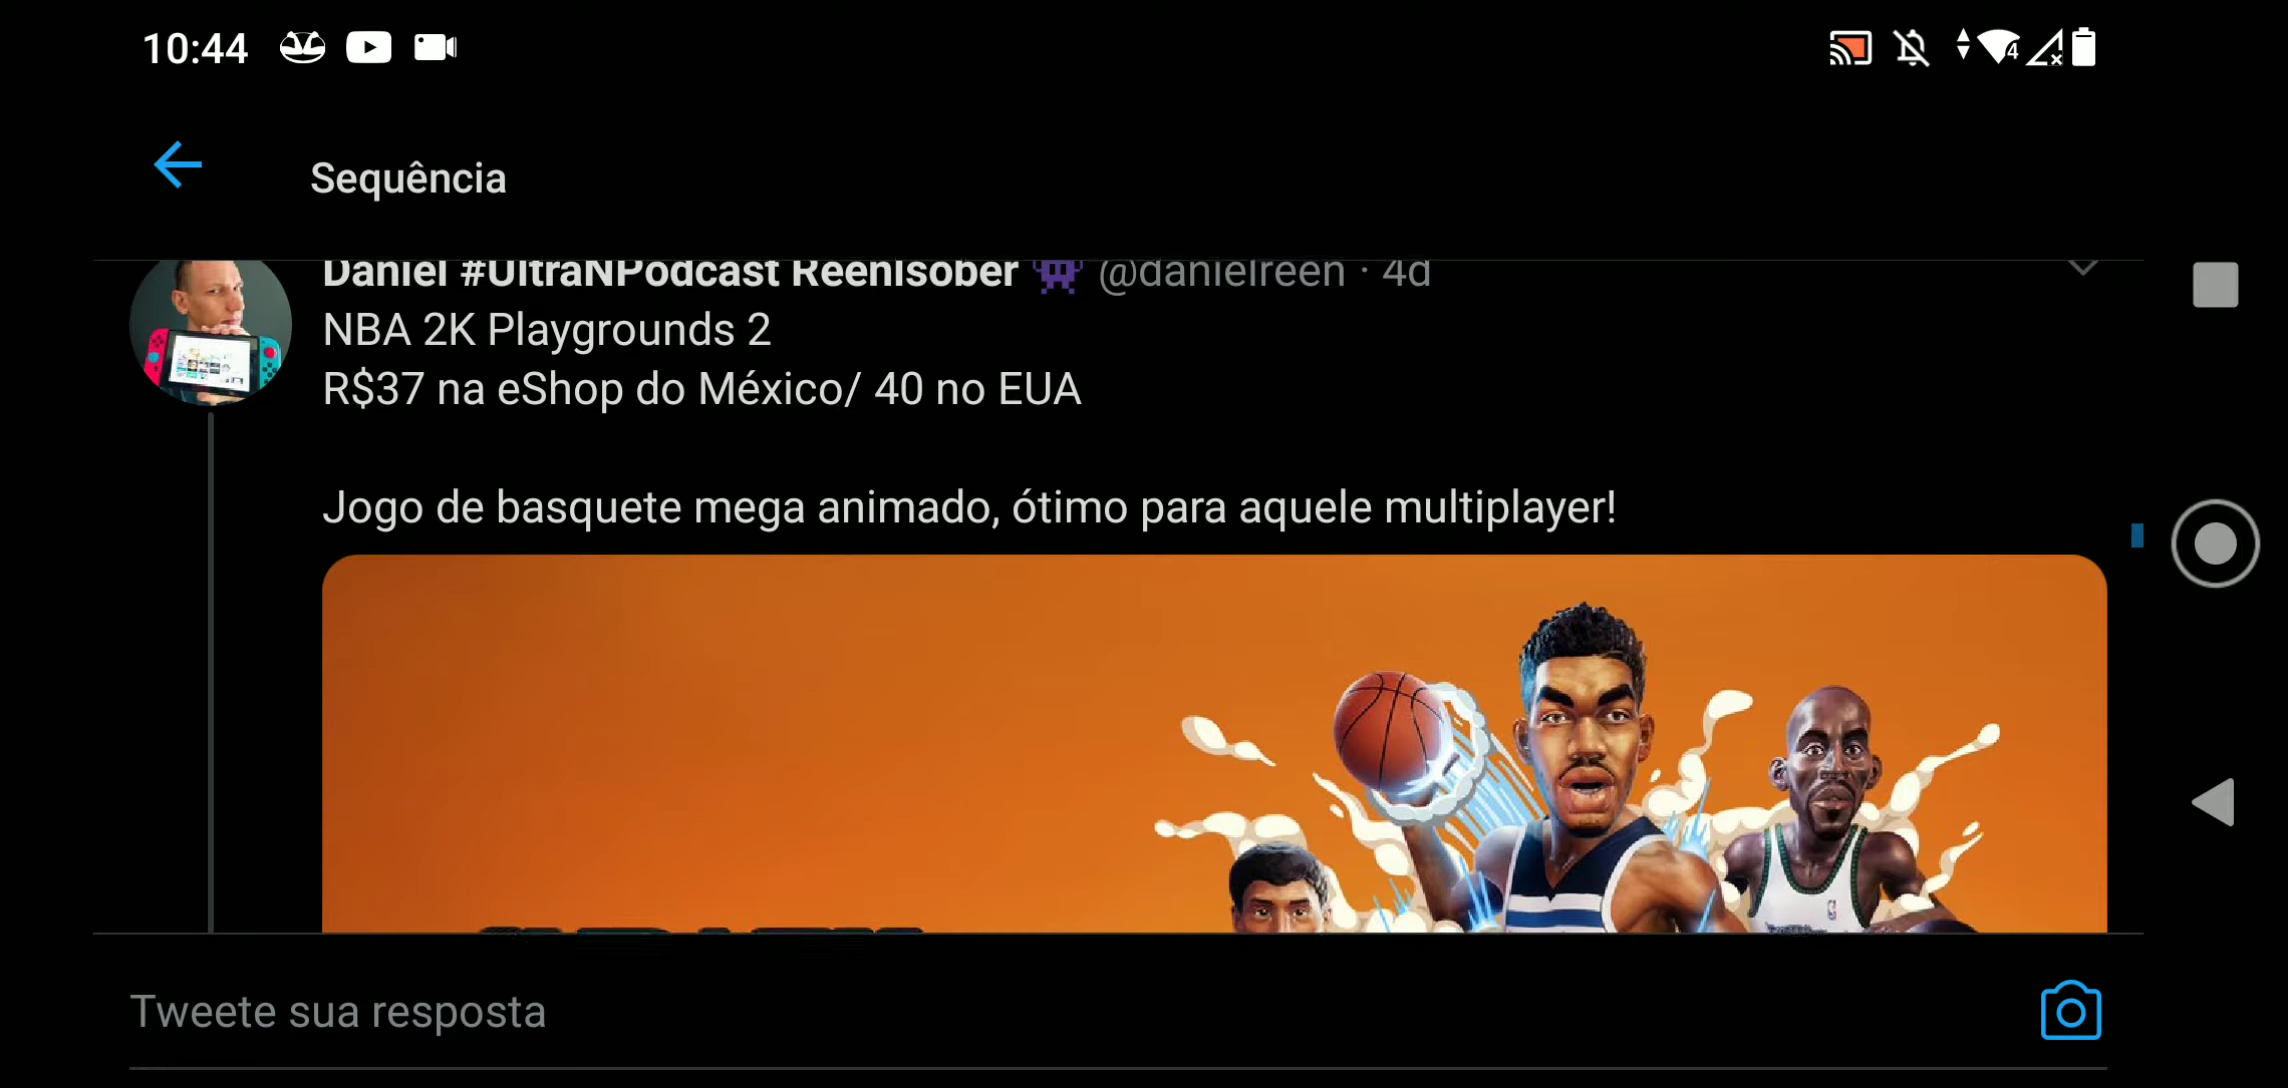 10:44
4
Sequência
Daniel #UltraNPodcast Reenlsober 👾 @danielreen · 4d
NBA 2K Playgrounds 2
R$37 na eShop do México/ 40 no EUA
Jogo de basquete mega animado, ótimo para aquele multiplayer!
Tweete sua resposta